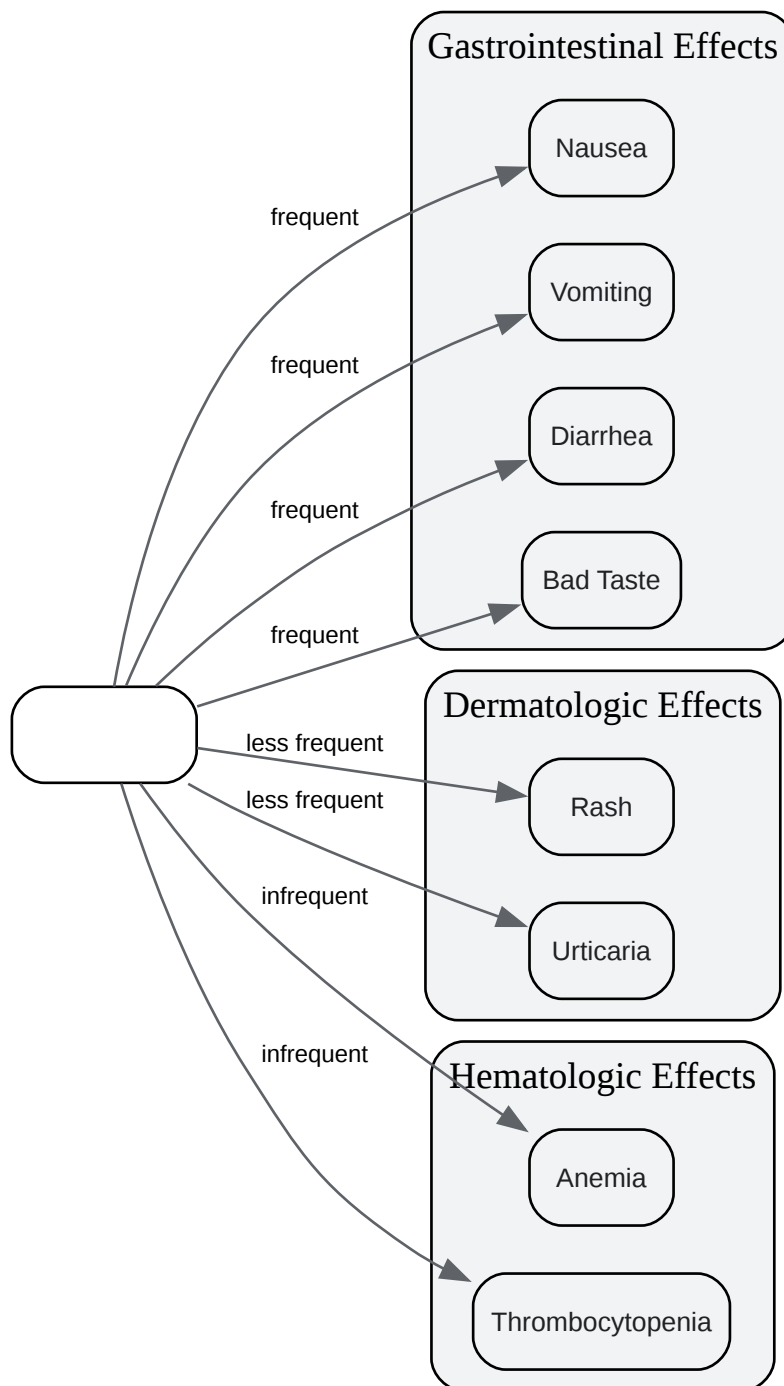 Gastrointestinal Effects
Nausea
frequent
Vomiting
frequent
Diarrhea
frequent
Bad Taste
frequent
Dermatologic Effects
less frequent
Rash
less frequent
infrequent
Urticaria
infrequent
Hematologic Effects
Anemia
Thrombocytopenia